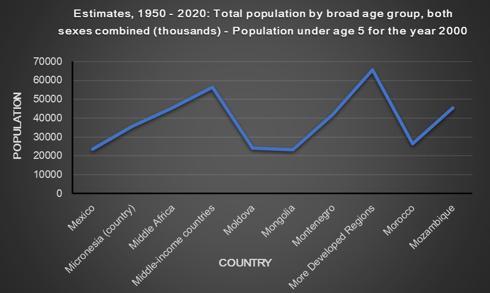 Estimates, 1950 - 2020: Total population by broad age group, both
sexes combined (thousands) - Population under age 5 for the year 2000
70000
60000
50000
40000
30000
20000
10000
0
POPULATION
Mexico
Micronesia (country)
Middle Africa
Middle-income countries
Moldova
Mongolia
Montenegro
More Developed Regions
Morocco
Mozambique
COUNTRY